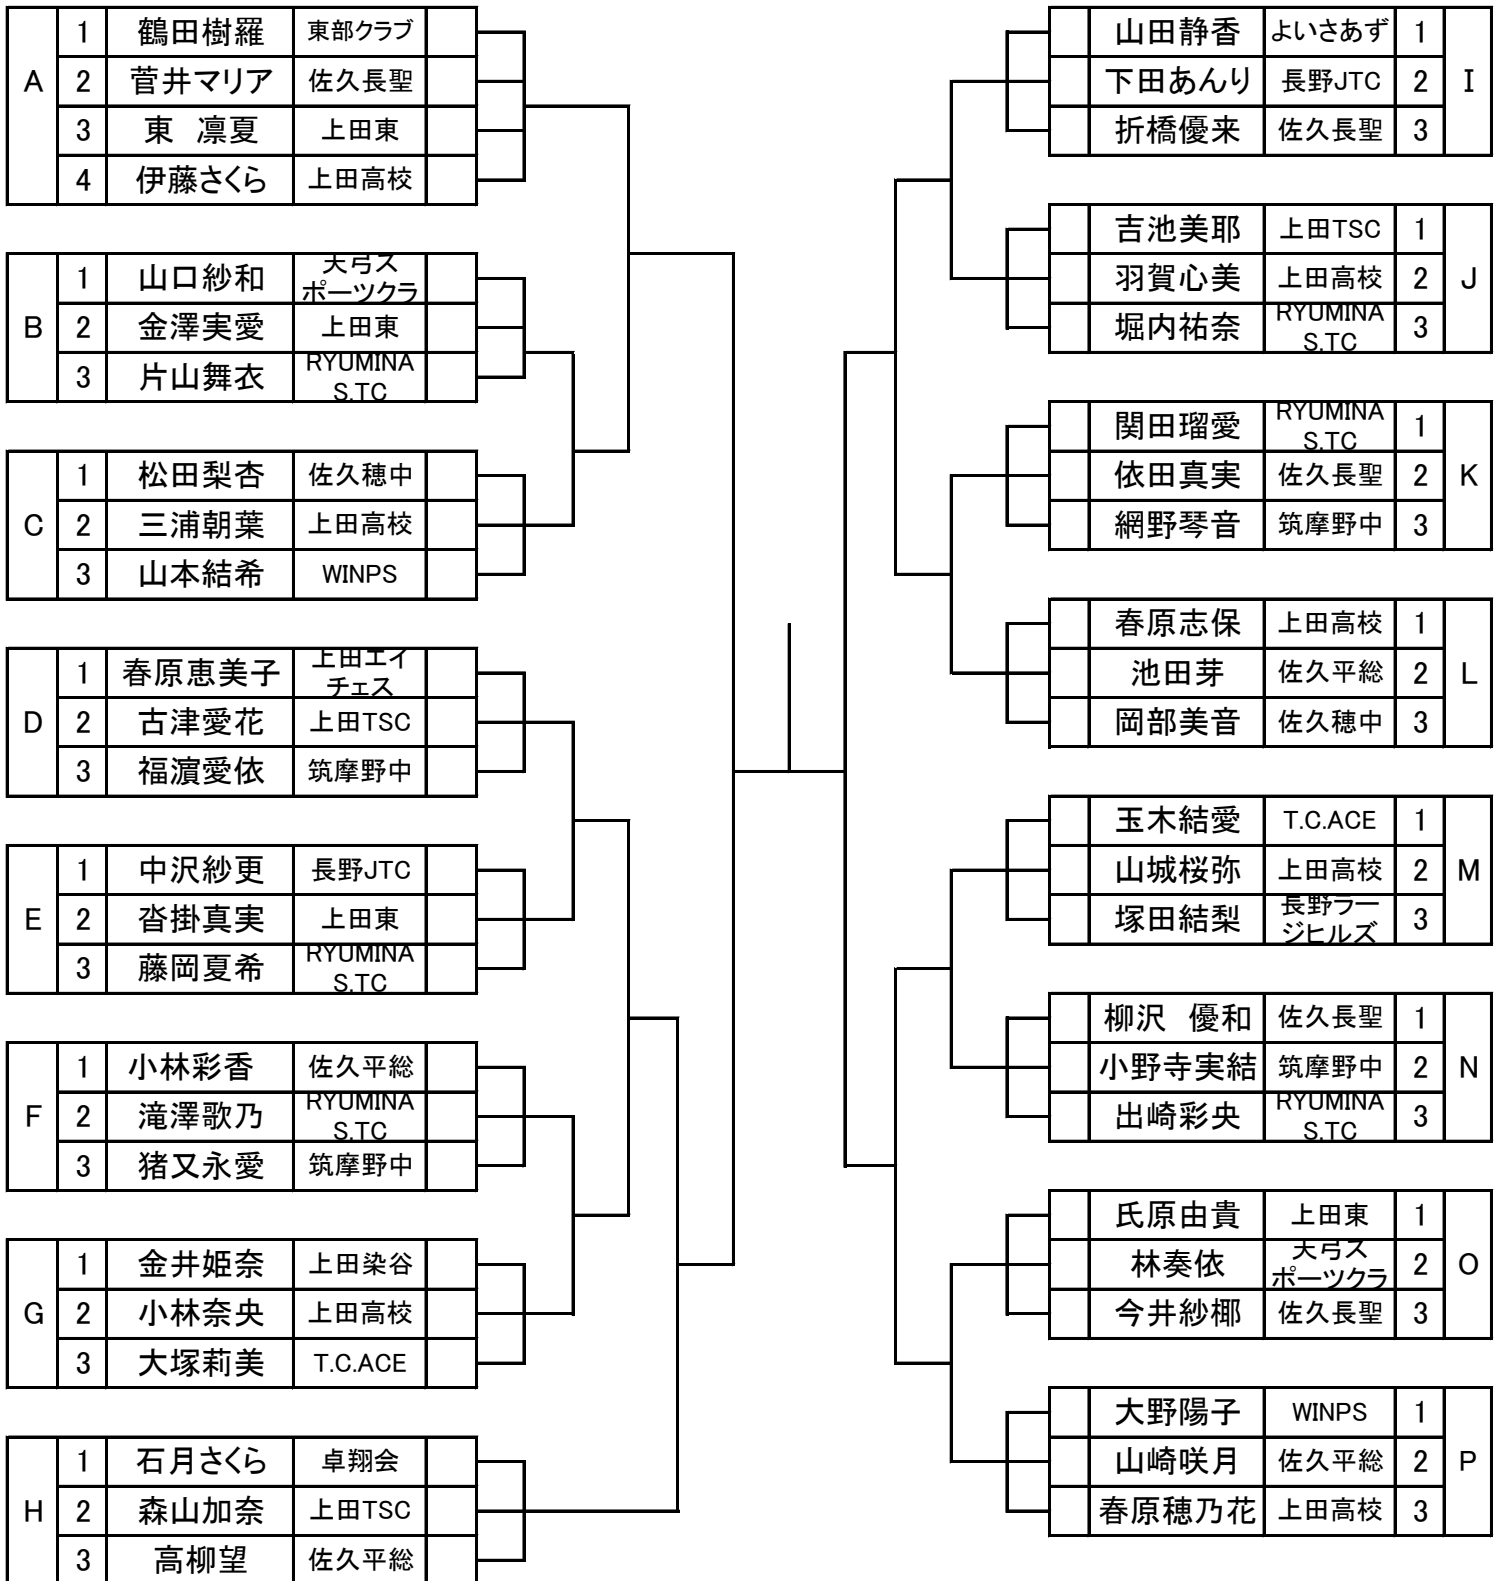 A
1 鶴田樹羅 東部クラブ
2 菅井マリア 佐久長聖
3 東　凛夏 上田東
4 伊藤さくら 上田高校
B
1 山口紗和 天弓ス
ポーツクラ
2 金澤実愛 上田東
3 片山舞衣 RYUMINA
S.TC
C
1 松田梨杏 佐久穂中
2 三浦朝葉 上田高校
3 山本結希 WINPS
D
1 春原恵美子 上田エイ
チェス
2 古津愛花 上田TSC
3 福濵愛依 筑摩野中
E
1 中沢紗更 長野JTC
2 沓掛真実 上田東
3 藤岡夏希 RYUMINA
S.TC
F
1 小林彩香 佐久平総
2 滝澤歌乃 RYUMINA
S.TC
3 猪又永愛 筑摩野中
G
1 金井姫奈 上田染谷
2 小林奈央 上田高校
3 大塚莉美 T.C.ACE
H
1 石月さくら 卓翔会
2 森山加奈 上田TSC
3 高柳望 佐久平総
山田静香 よいさあず 1
下田あんり 長野JTC 2
折橋優来 佐久長聖 3
I
吉池美耶 上田TSC 1
羽賀心美 上田高校 2
堀内祐奈 RYUMINA
S.TC 3
J
関田瑠愛 RYUMINA
S.TC 1
依田真実 佐久長聖 2
網野琴音 筑摩野中 3
K
春原志保 上田高校 1
池田芽 佐久平総 2
岡部美音 佐久穂中 3
L
玉木結愛 T.C.ACE 1
山城桜弥 上田高校 2
塚田結梨 長野ラー
ジヒルズ 3
M
柳沢　優和 佐久長聖 1
小野寺実結 筑摩野中 2
出崎彩央 RYUMINA
S.TC 3
N
氏原由貴 上田東 1
林奏依 天弓ス
ポーツクラ 2
今井紗椰 佐久長聖 3
O
大野陽子 WINPS 1
山崎咲月 佐久平総 2
春原穂乃花 上田高校 3
P